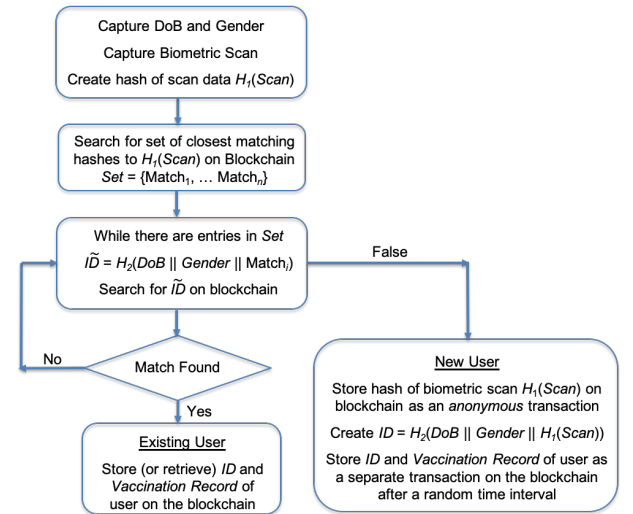 Capture DoB and Gender
Capture Biometric Scan
Create hash of scan data H₁(Scan)
Search for set of closest matching
hashes to H₁(Scan) on Blockchain
Set = {Match₁, … Matchₙ}
While there are entries in Set
ID̃ = H₂(DoB || Gender || Matchᵢ)
Search for ID̃ on blockchain
False
No
Match Found
Yes
Existing User
Store (or retrieve) ID and
Vaccination Record of
user on the blockchain
New User
Store hash of biometric scan H₁(Scan) on
blockchain as an anonymous transaction
Create ID = H₂(DoB || Gender || H₁(Scan))
Store ID and Vaccination Record of user as
a separate transaction on the blockchain
after a random time interval